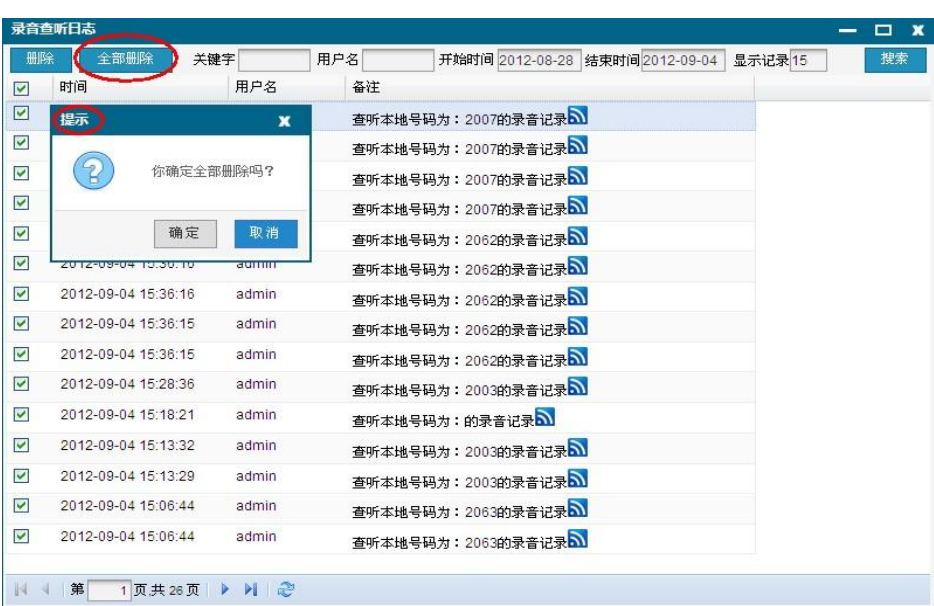 录音查听日志
删除 全部删除 关键字 用户名 开始时间 2012-08-28 结束时间 2012-09-04 显示记录 15 搜索
时间 用户名 备注
提示
你确定全部删除吗?
确定 取消
查听本地号码为：2007的录音记录
查听本地号码为：2007的录音记录
查听本地号码为：2007的录音记录
查听本地号码为：2007的录音记录
查听本地号码为：2062的录音记录
2012-09-04 15:36:16 admin 查听本地号码为：2062的录音记录
2012-09-04 15:36:16 admin 查听本地号码为：2062的录音记录
2012-09-04 15:36:15 admin 查听本地号码为：2062的录音记录
2012-09-04 15:36:15 admin 查听本地号码为：2062的录音记录
2012-09-04 15:28:36 admin 查听本地号码为：2003的录音记录
2012-09-04 15:18:21 admin 查听本地号码为：的录音记录
2012-09-04 15:13:32 admin 查听本地号码为：2003的录音记录
2012-09-04 15:13:29 admin 查听本地号码为：2003的录音记录
2012-09-04 15:06:44 admin 查听本地号码为：2063的录音记录
2012-09-04 15:06:44 admin 查听本地号码为：2063的录音记录
第 1 页,共 26 页